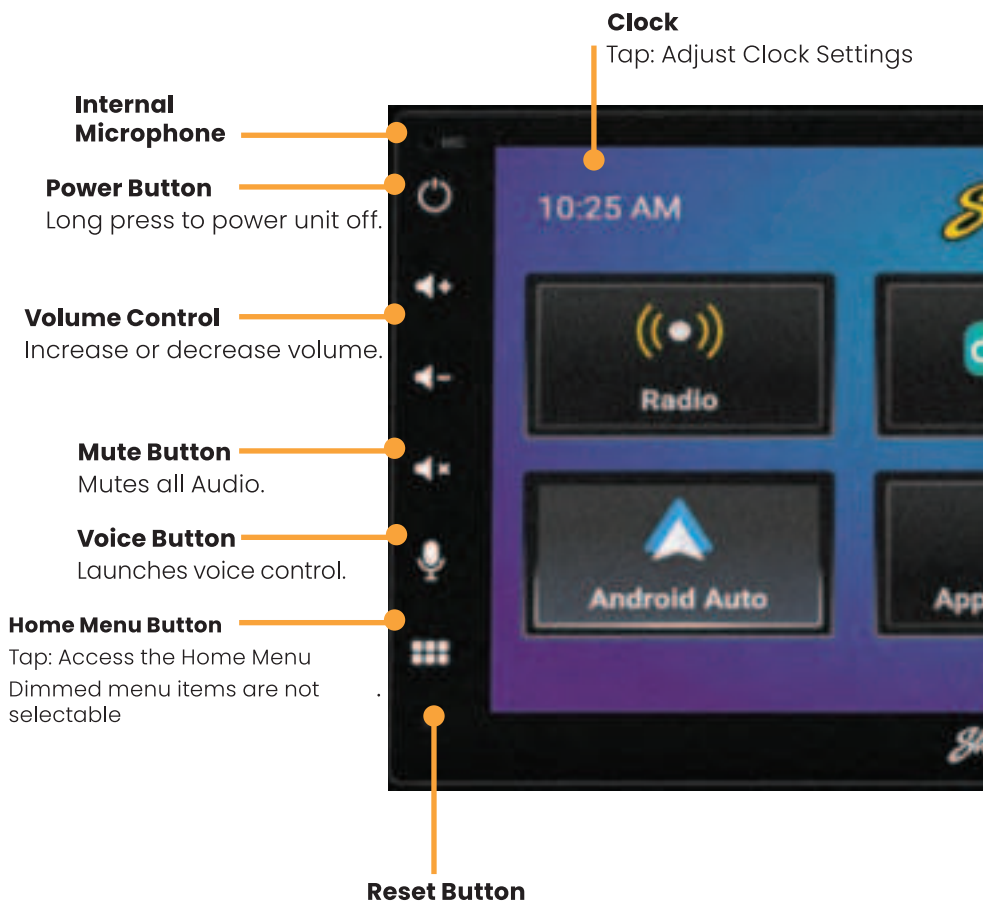 Clock
Tap: Adjust Clock Settings
Internal
Microphone
Power Button
Long press to power unit off.
Volume Control
Increase or decrease volume.
Mute Button
Mutes all Audio.
Voice Button
Launches voice control.
Home Menu Button
Tap: Access the Home Menu
Dimmed menu items are not .
selectable
Reset Button
10:25 AM
Radio
Android Auto
App